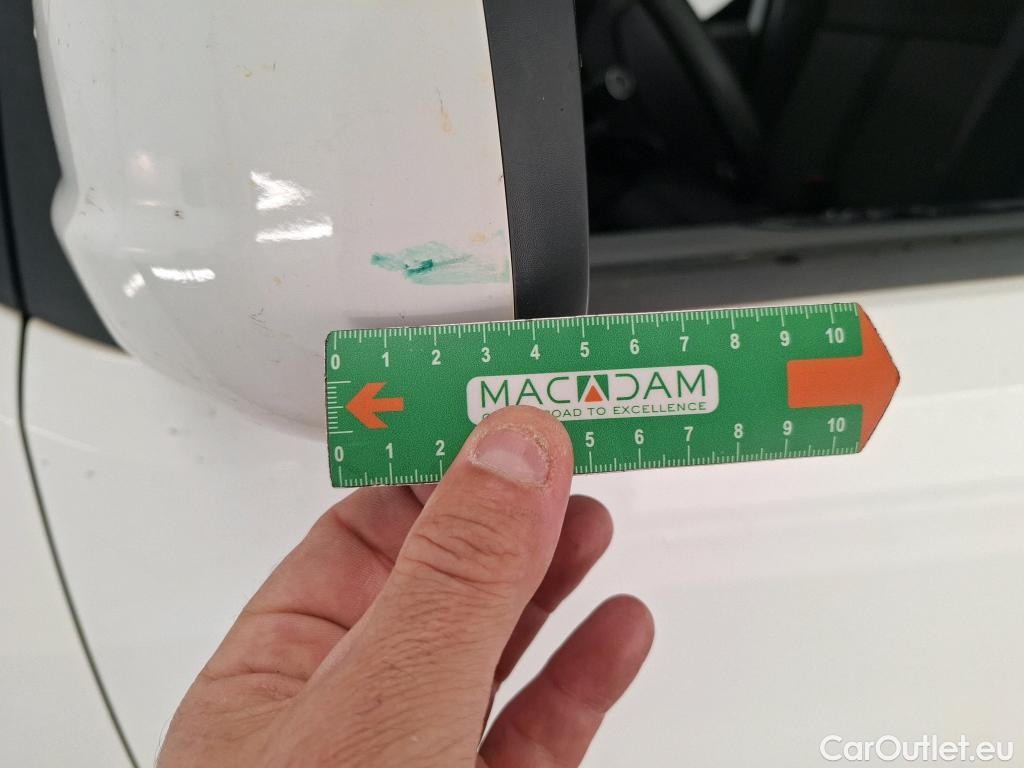 0 1 2 3 4 5 6 7 8 9 10
MACADAM
ROAD TO EXCELLENCE
0 1 2 5 6 7 8 9 10
CarOutlet.eu